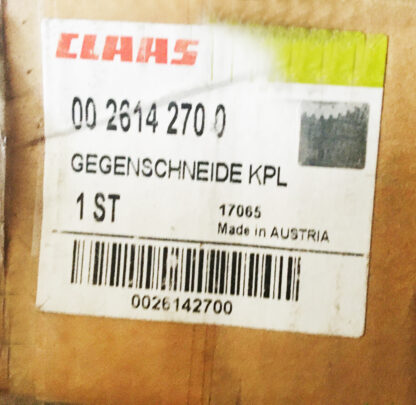 CLAAS
00 2614 270 0
GEGENSCHNEIDE KPL
1 ST
17065
Made in AUSTRIA
0026142700